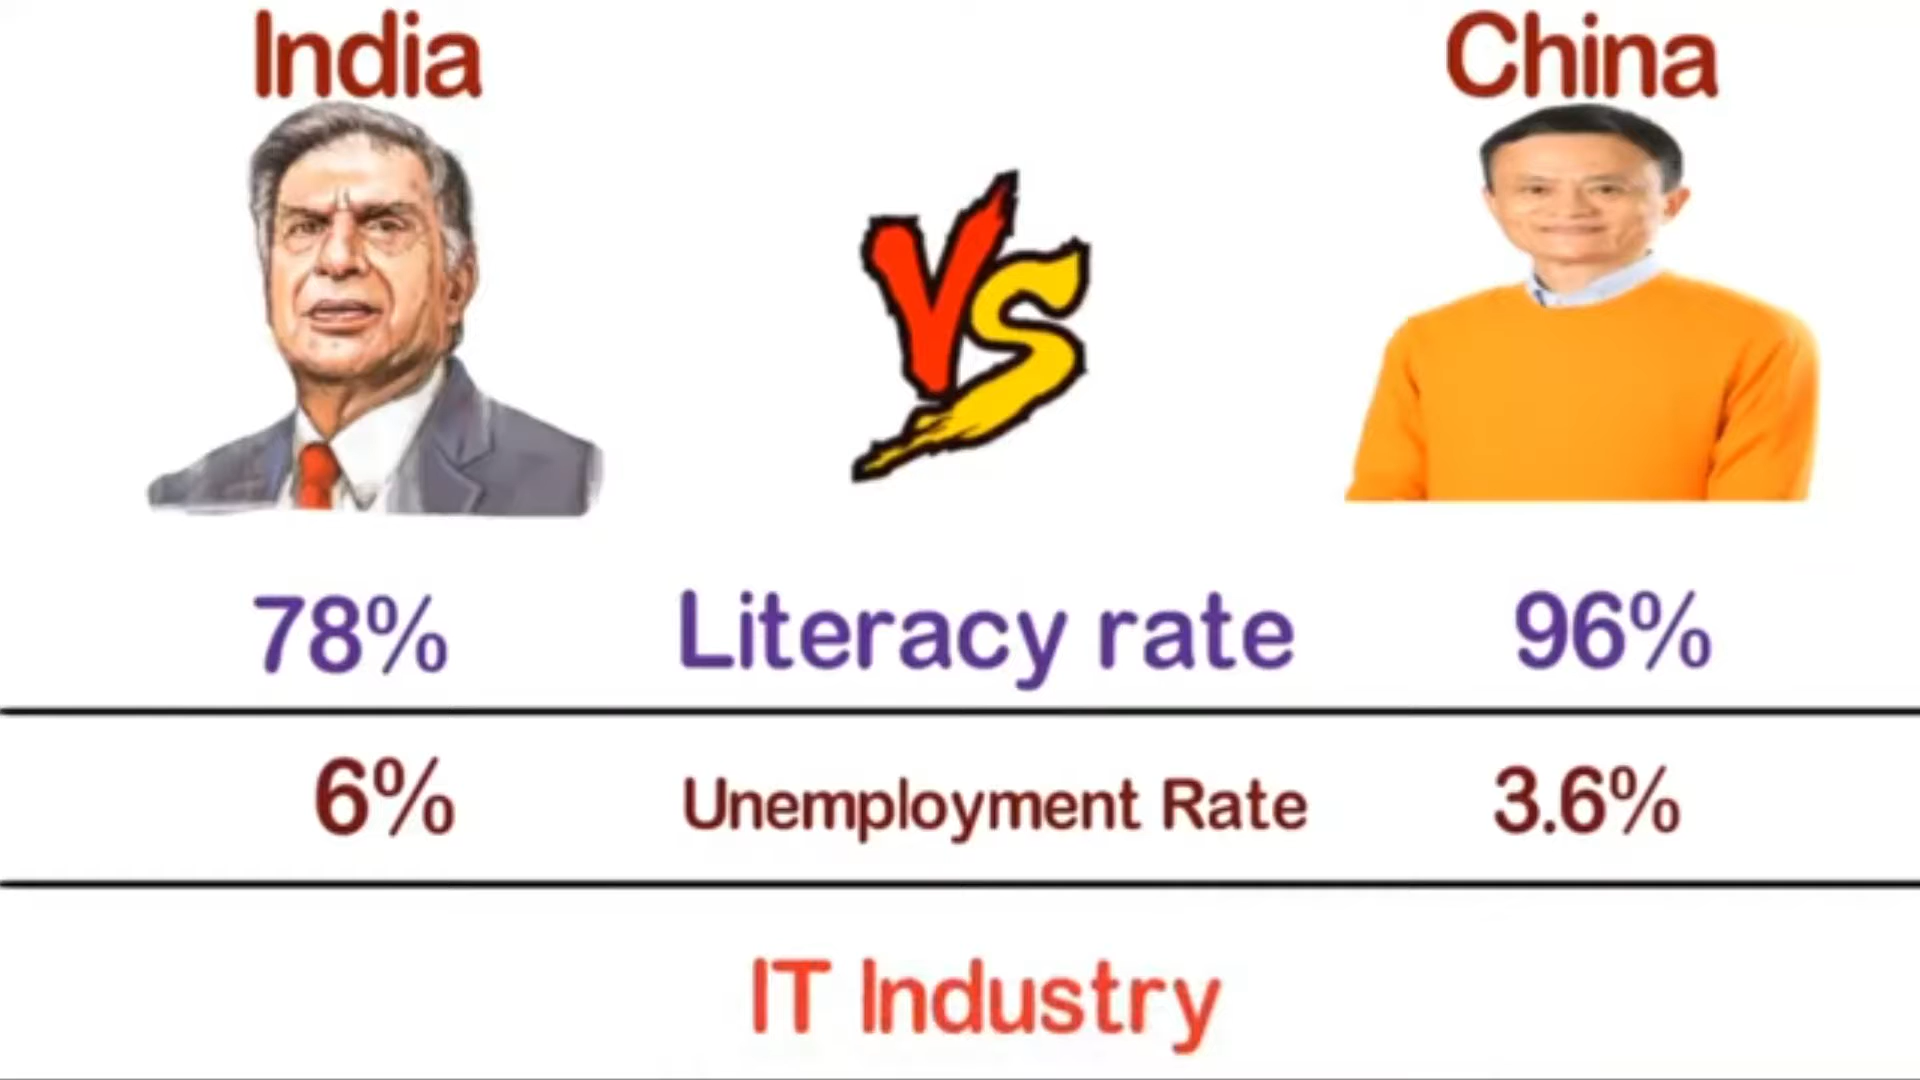 India
China
VS
78% Literacy rate 96%
6% Unemployment Rate 3.6%
IT Industry